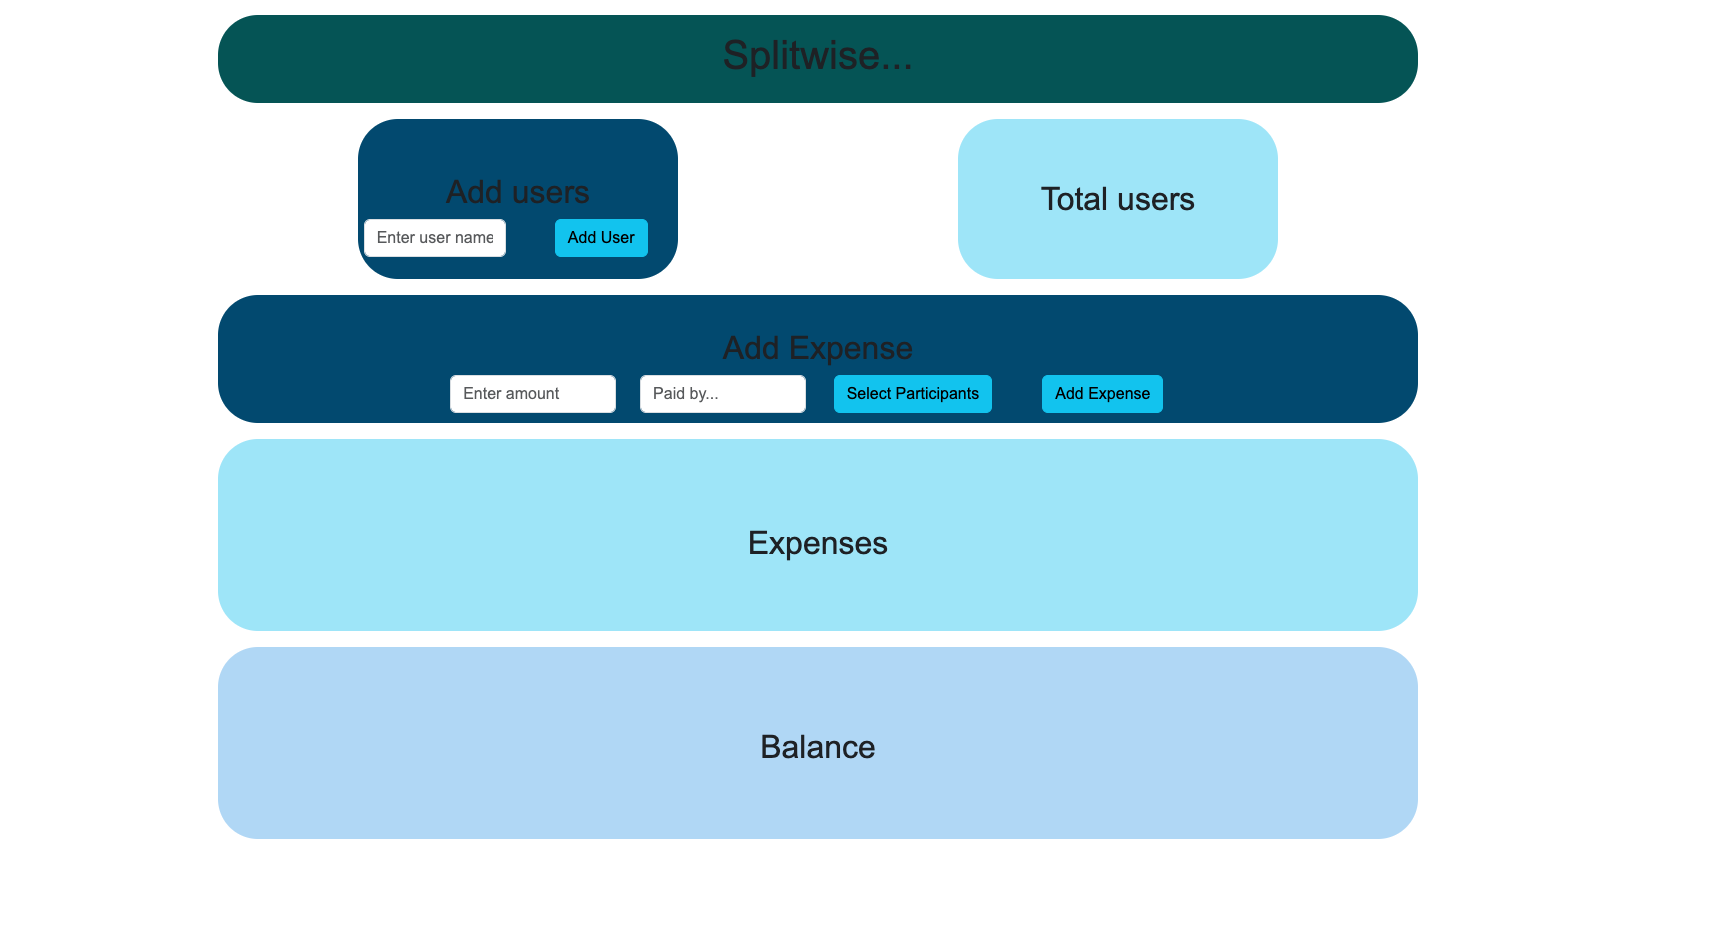 Splitwise...
Add users
Enter user name
Add User
Total users
Add Expense
Enter amount
Paid by...
Select Participants
Add Expense
Expenses
Balance